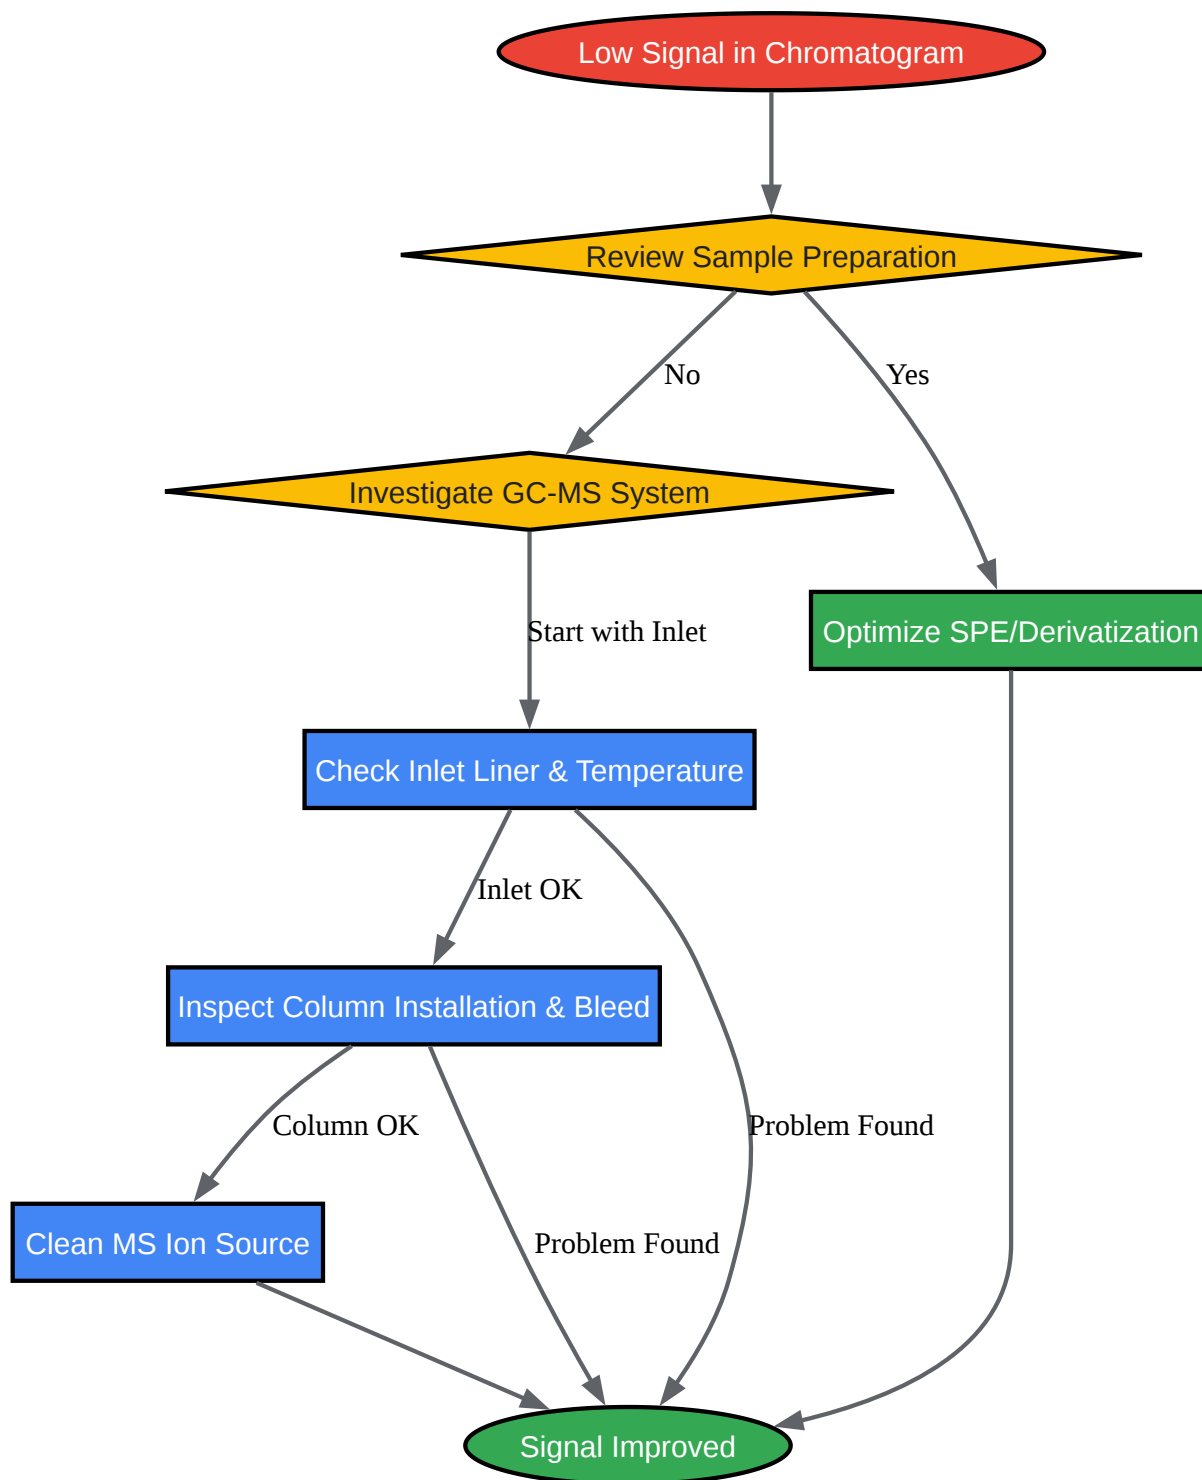 Low Signal in Chromatogram
Review Sample Preparation
No
Yes
Investigate GC-MS System
Start with Inlet
Optimize SPE/Derivatization
Check Inlet Liner & Temperature
Inlet OK
Inspect Column Installation & Bleed
Column OK
Problem Found
Clean MS Ion Source
Problem Found
Signal Improved